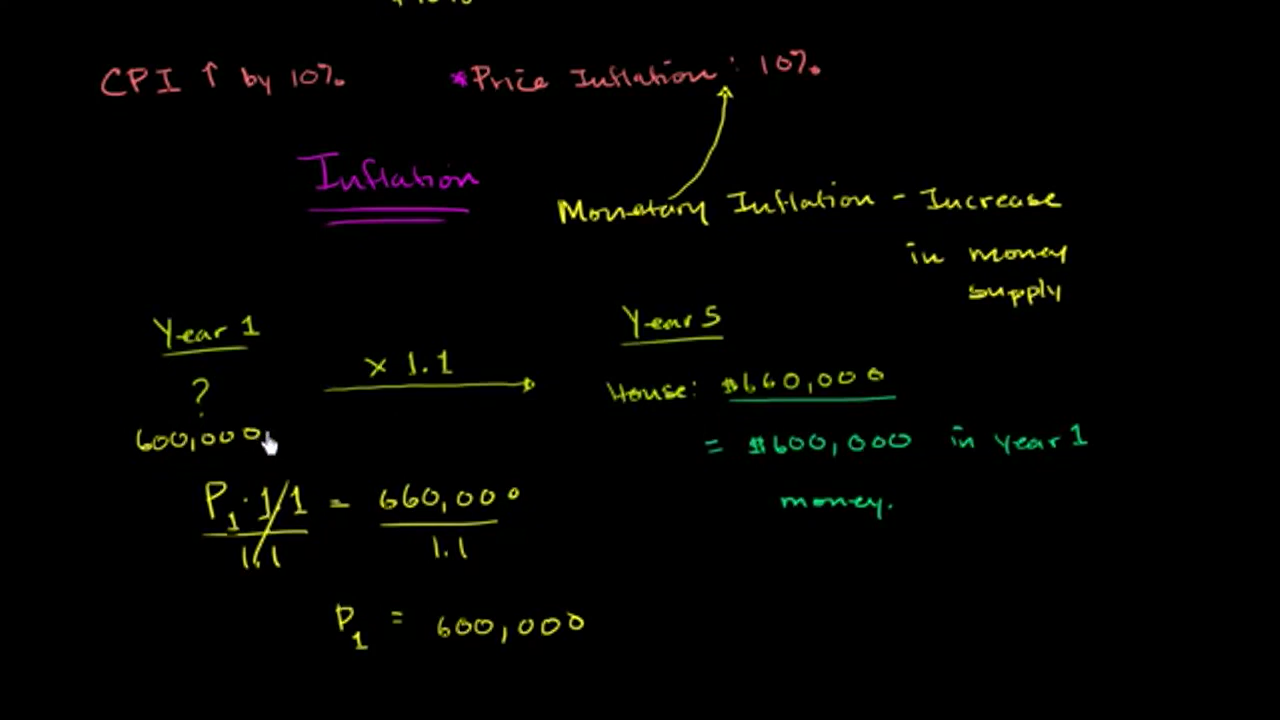 CPI ↑ by 10% *Price Inflation: 10%
Inflation
Monetary Inflation - Increase
in money
supply
Year 1
Year 5
× 1.1
?
House: $660,000
600,000
= $600,000 in year 1
money.
P₁ · 1.1 = 660,000
1.1 1.1
P₁ = 600,000